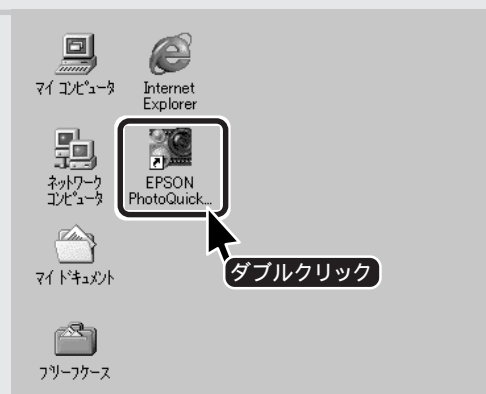 マイ コンピュータ
Internet
Explorer
ネットワーク
コンピュータ
EPSON
PhotoQuick...
ダブルクリック
マイ ドキュメント
ブリーフケース